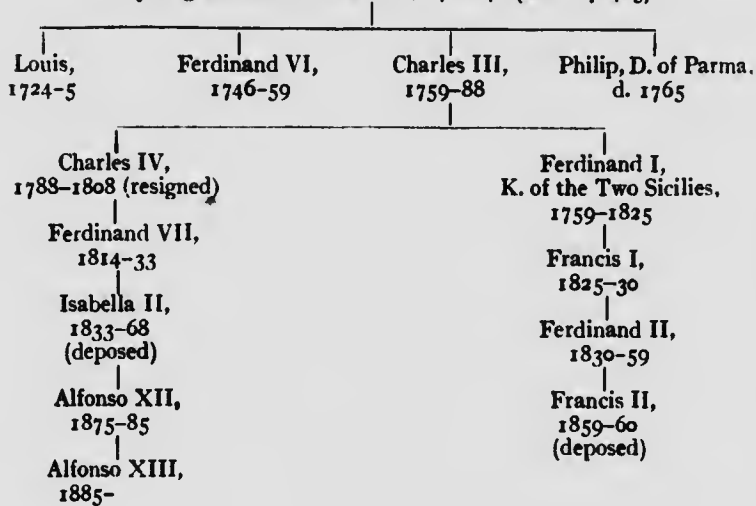 Louis, Ferdinand VI, Charles III, Philip, D. of Parma,
1724-5 1746-59 1759-88 d. 1765
Charles IV, Ferdinand I,
1788-1808 (resigned) K. of the Two Sicilies,
Ferdinand VII, 1759-1825
1814-33 Francis I,
Isabella II, 1825-30
1833-68 Ferdinand II,
(deposed) 1830-59
Alfonso XII, Francis II,
1875-85 1859-60
Alfonso XIII, (deposed)
1885-